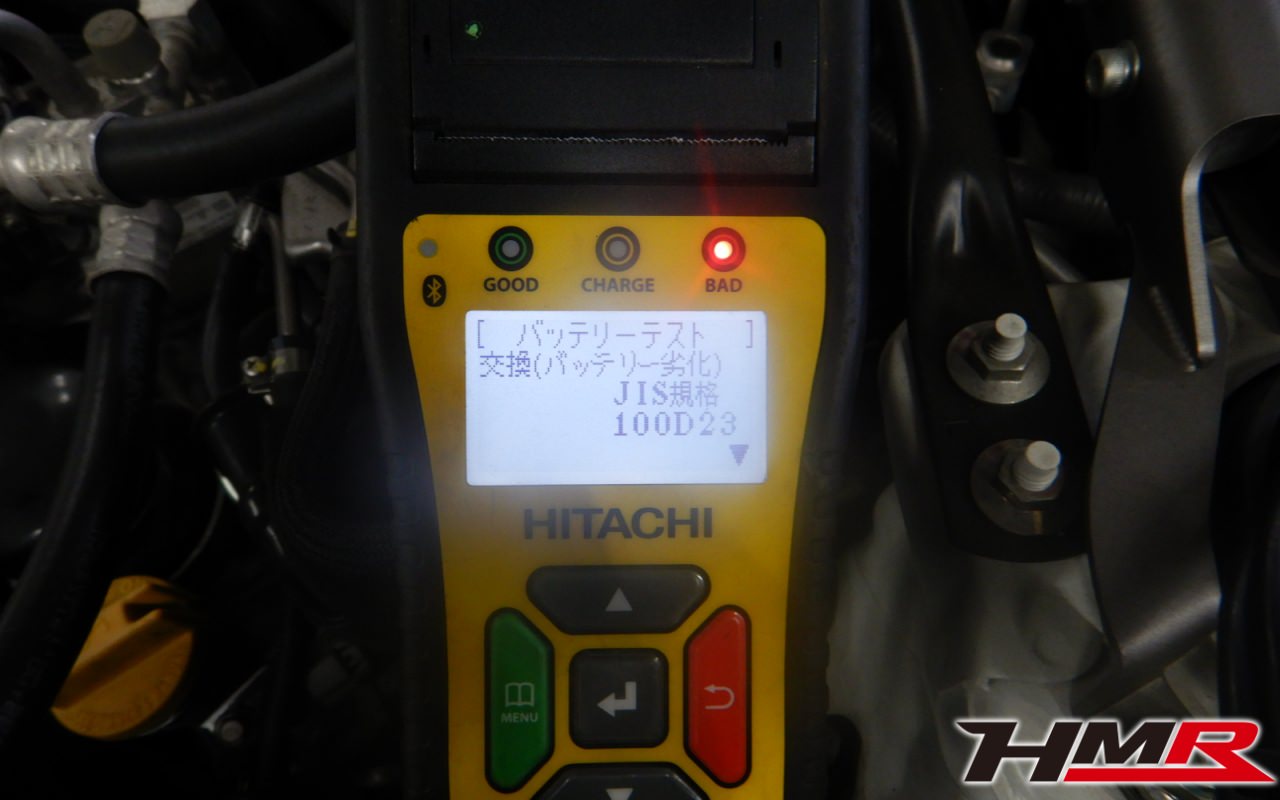 GOOD CHARGE BAD
[ バッテリーテスト ]
交換(バッテリー劣化)
JIS規格
100D23
▼
HITACHI
MENU
HMR